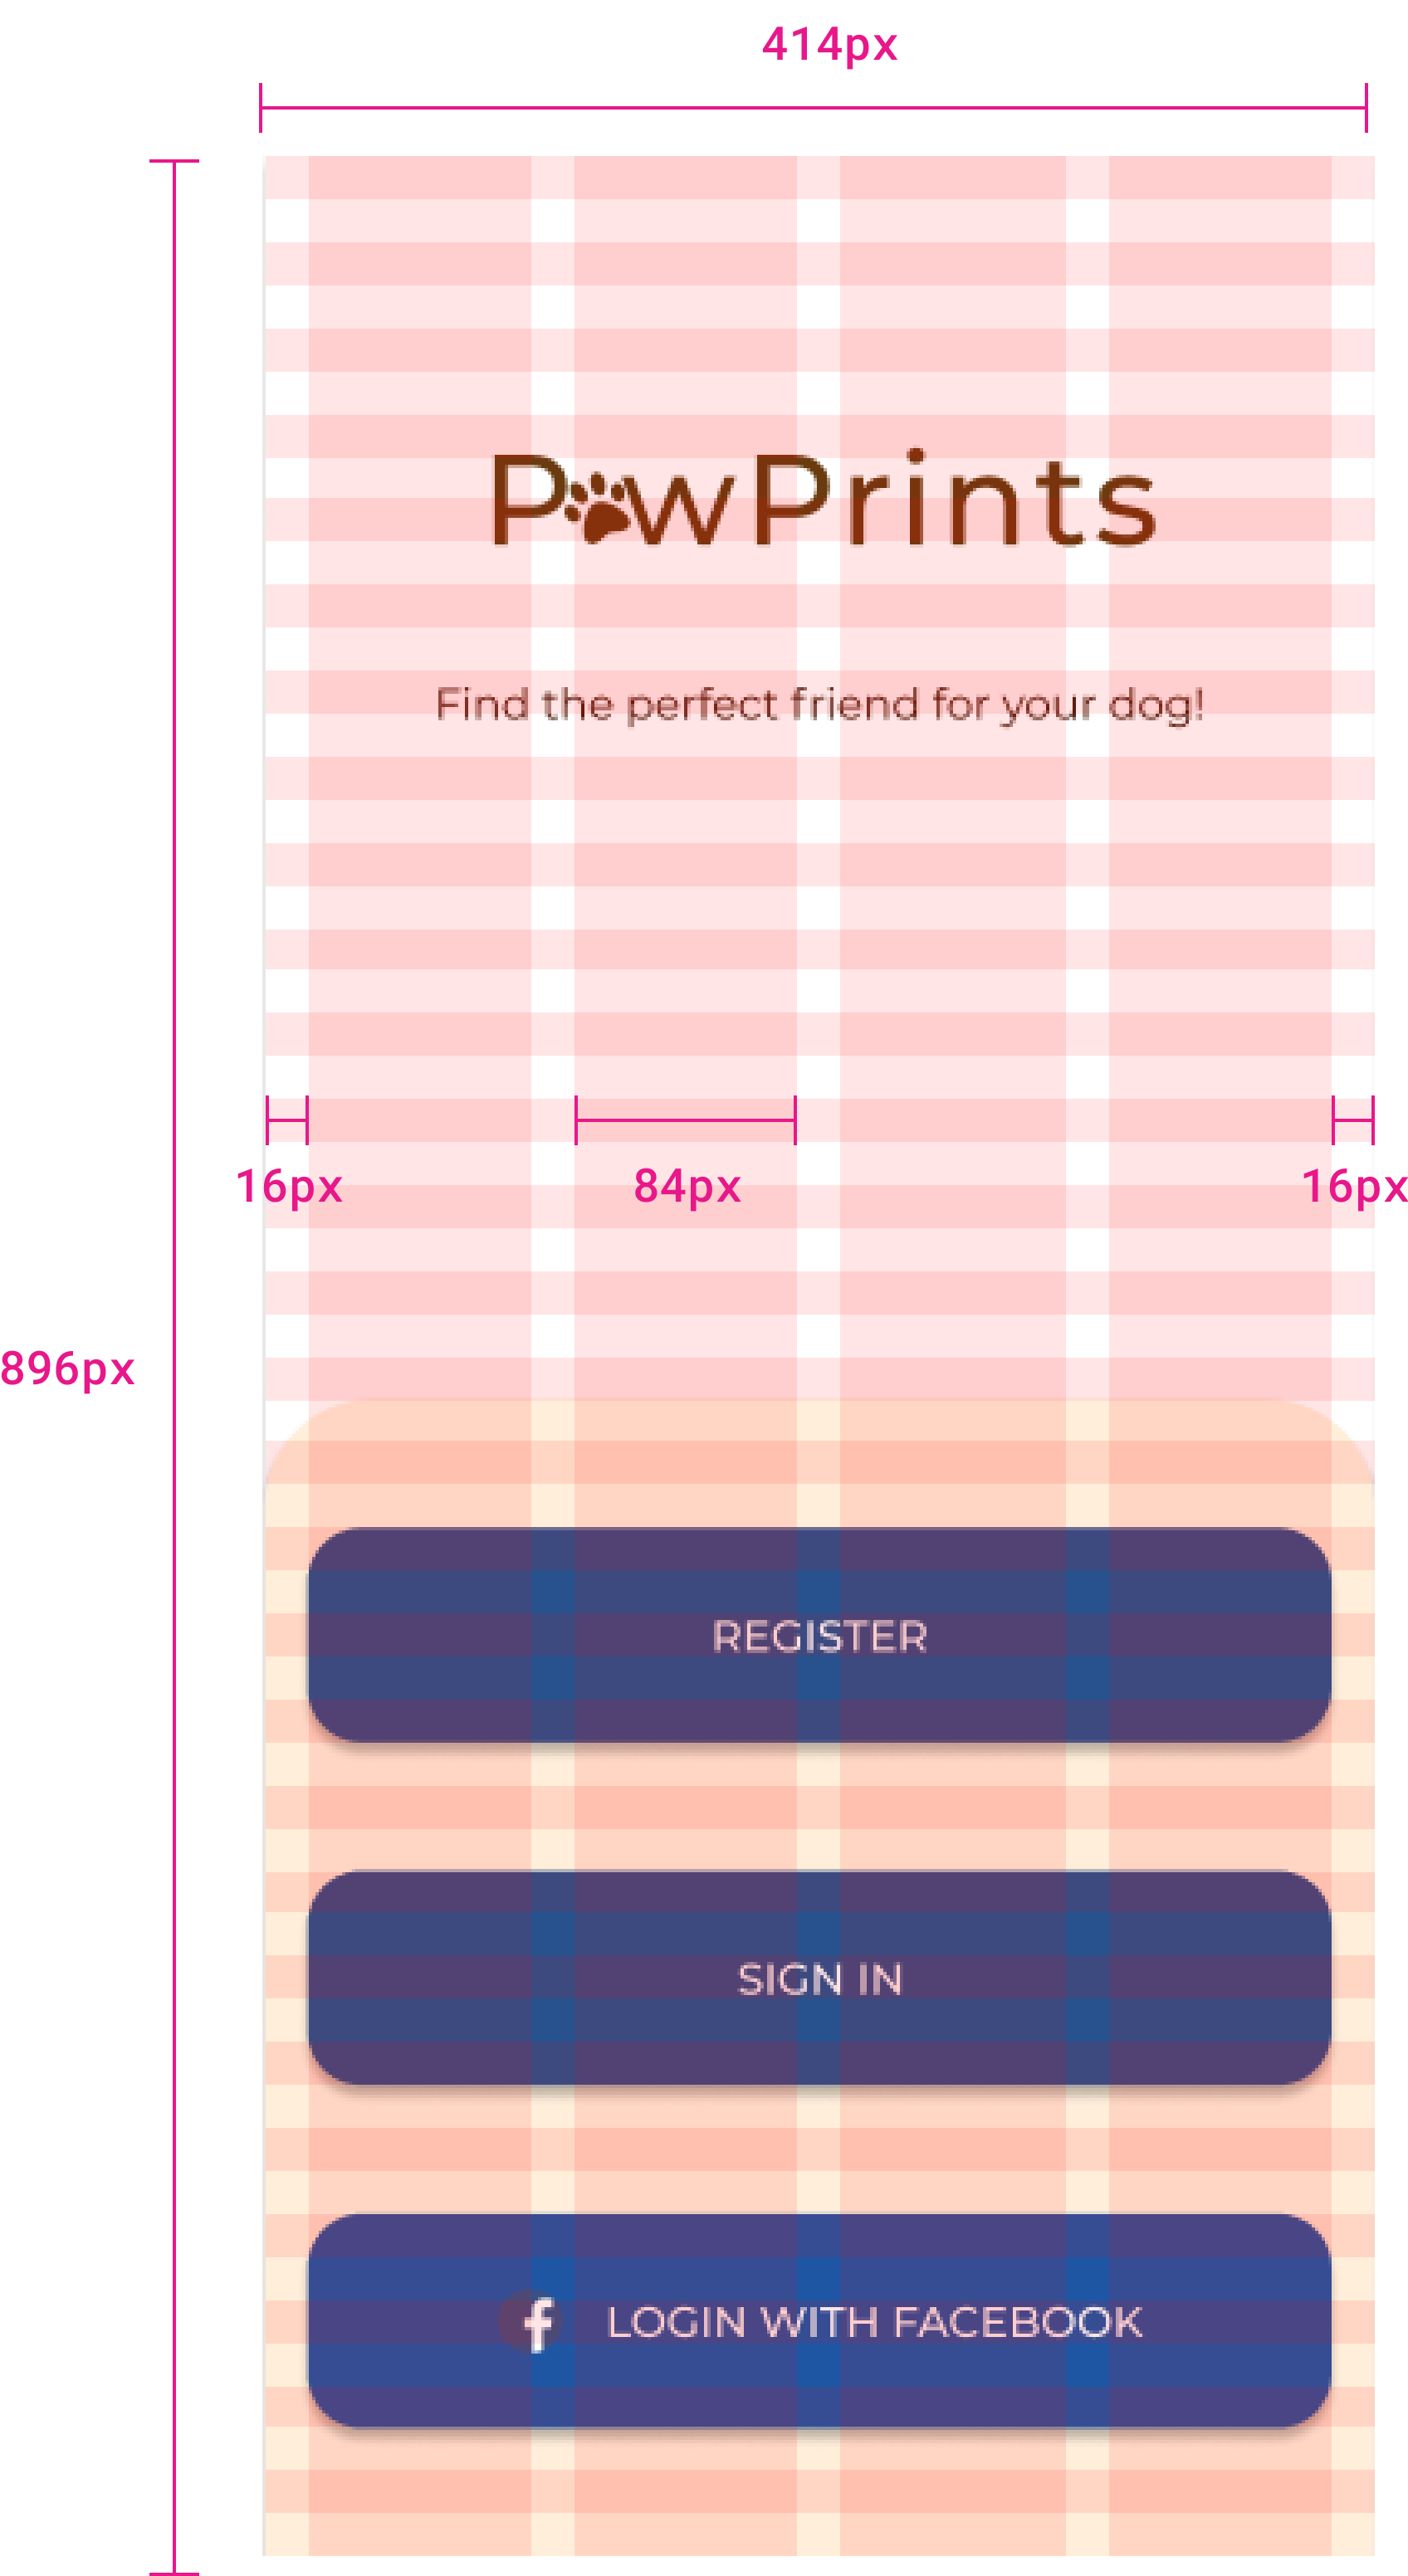 414px
PawPrints
Find the perfect friend for your dog!
16px 84px 16px
896px
REGISTER
SIGN IN
f LOGIN WITH FACEBOOK